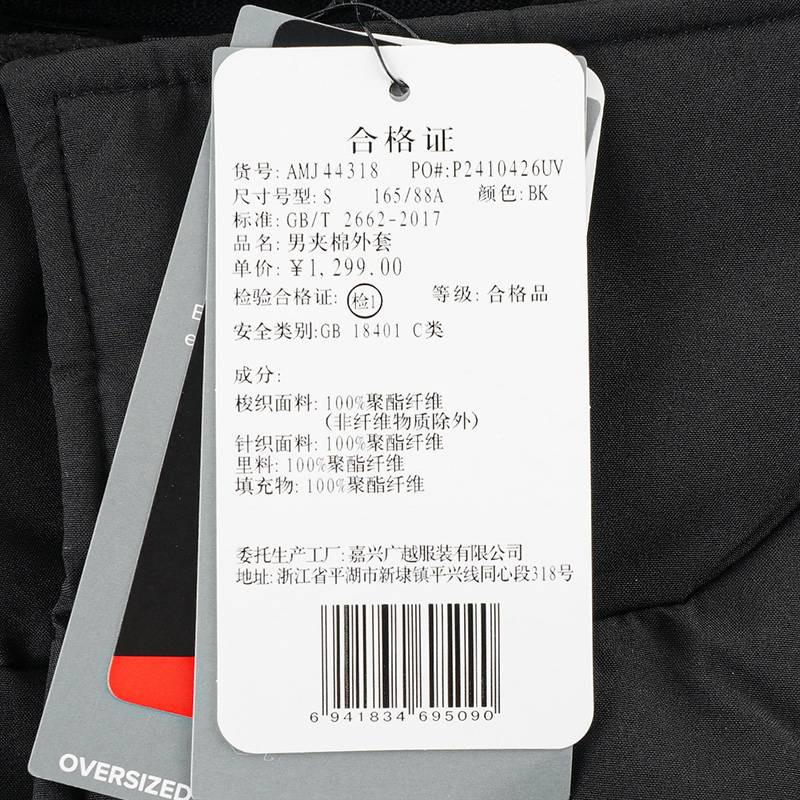 合格证
货号: AMJ44318 PO#:P2410426UV
尺寸号型: S 165/88A 颜色:BK
标准: GB/T 2662-2017
品名: 男夹棉外套
单价: ¥1,299.00
检验合格证: 检1 等级: 合格品
安全类别:GB 18401 C类
成分:
梭织面料: 100%聚酯纤维
(非纤维物质除外)
针织面料: 100%聚酯纤维
里料: 100%聚酯纤维
填充物: 100%聚酯纤维
委托生产工厂: 嘉兴广越服装有限公司
地址: 浙江省平湖市新埭镇平兴线同心段318号
6 941834 695090
OVERSIZED